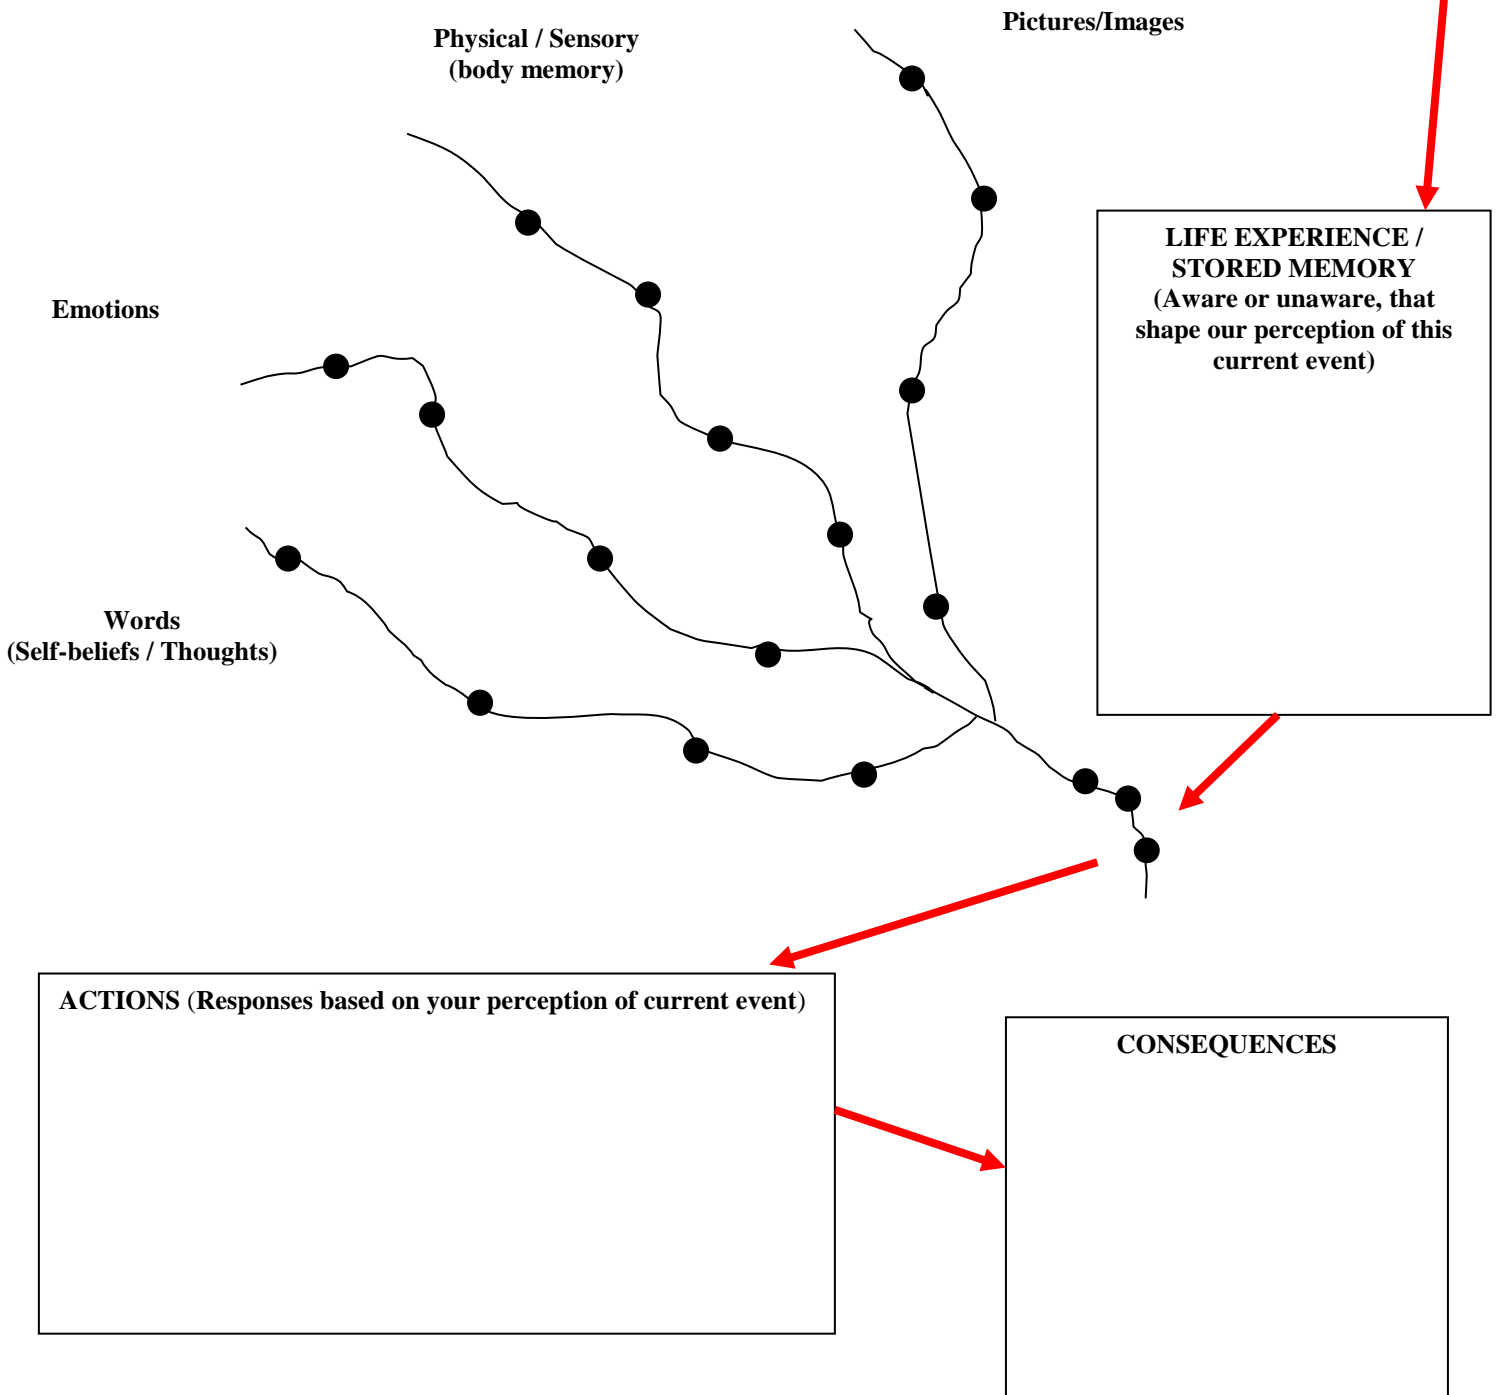 Pictures/Images
Physical / Sensory
(body memory)
LIFE EXPERIENCE /
STORED MEMORY
(Aware or unaware, that
shape our perception of this
current event)
Emotions
Words
(Self-beliefs / Thoughts)
ACTIONS (Responses based on your perception of current event)
CONSEQUENCES